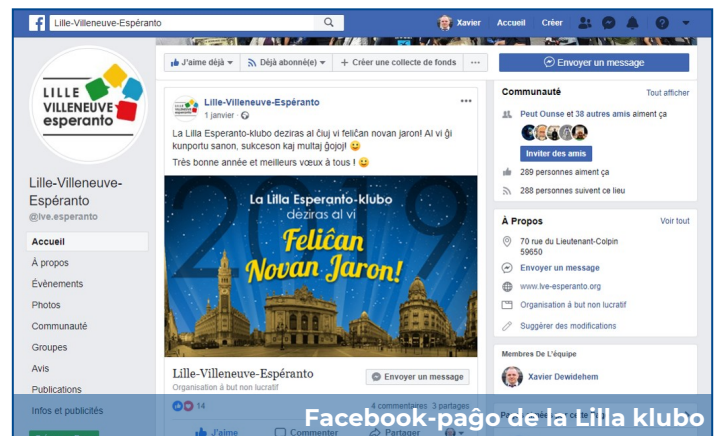 Lille-Villeneuve-Espéranto
Xavier
Accueil
Créer
LILLE
VILLENEUVE
esperanto
Lille-Villeneuve-
Espéranto
@lve.esperanto
Accueil
À propos
Évènements
Photos
Communauté
Groupes
Avis
Publications
Infos et publicités
J'aime déjà
Déjà abonné(e)
+ Créer une collecte de fonds
...
Envoyer un message
Lille-Villeneuve-Espéranto
1 janvier
La Lilla Esperanto-klubo deziras al ĉiuj vi feliĉan novan jaron! Al vi ĝi
kunportu sanon, sukceson kaj multaj ĝojoj! 😃
Très bonne année et meilleurs vœux à tous ! 😃
2019
La Lilla Esperanto-klubo
deziras al vi
Feliĉan
Novan Jaron!
Lille-Villeneuve-Espéranto
Organisation à but non lucratif
Envoyer un message
14
4 commentaires 3 partages
J'aime
Commenter
Partager
Communauté
Tout afficher
Peut Ounse et 38 autres amis aiment ça
Inviter des amis
289 personnes aiment ça
288 personnes suivent ce lieu
À Propos
Voir tout
70 rue du Lieutenant-Colpin
59650
Envoyer un message
www.lve-esperanto.org
Organisation à but non lucratif
Suggérer des modifications
Membres De L'équipe
Xavier Dewidehem
Facebook-paĝo de la Lilla klubo